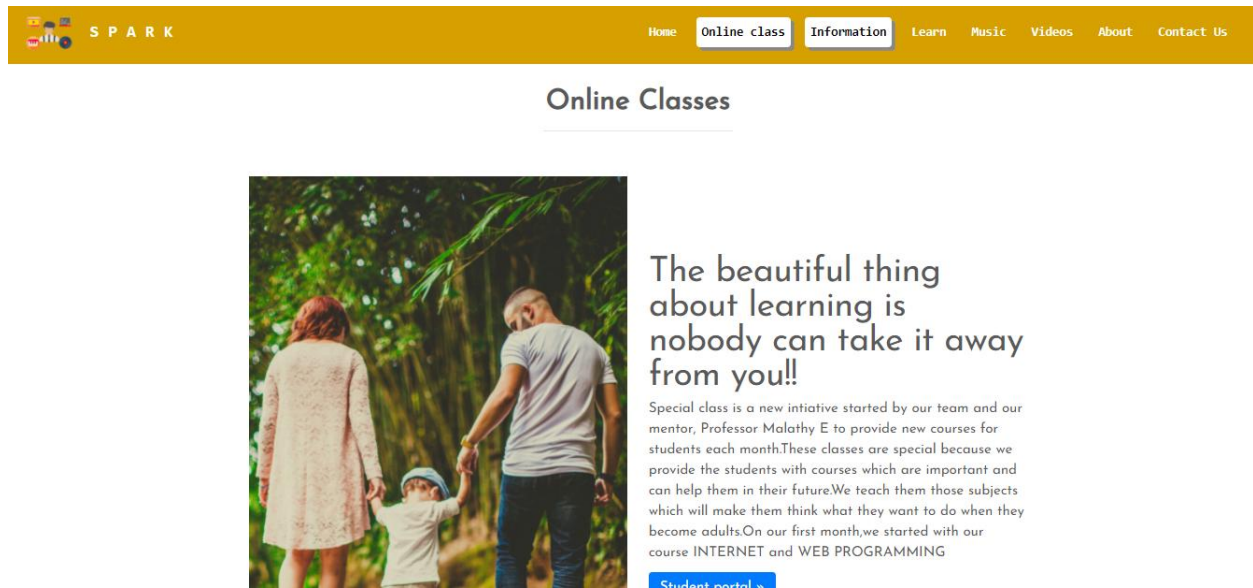 S P A R K
Home Online class Information Learn Music Videos About Contact Us
Online Classes
The beautiful thing
about learning is
nobody can take it away
from you!!
Special class is a new intiative started by our team and our
mentor, Professor Malathy E to provide new courses for
students each month.These classes are special because we
provide the students with courses which are important and
can help them in their future.We teach them those subjects
which will make them think what they want to do when they
become adults.On our first month,we started with our
course INTERNET and WEB PROGRAMMING
Student portal »